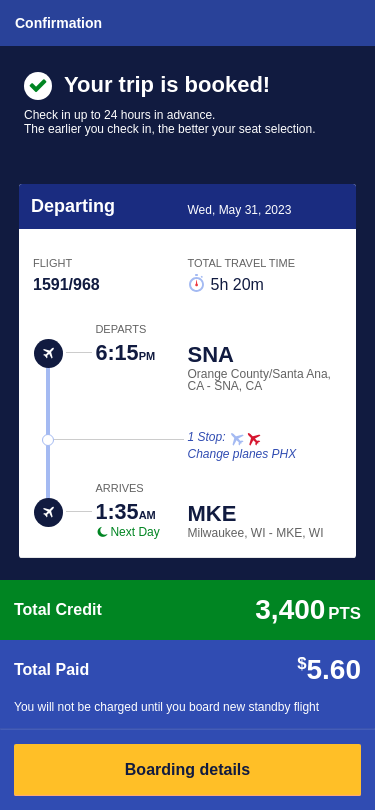 Confirmation
Your trip is booked!
Check in up to 24 hours in advance.
The earlier you check in, the better your seat selection.
Departing Wed, May 31, 2023
FLIGHT TOTAL TRAVEL TIME
1591/968 5h 20m
DEPARTS
6:15PM SNA
Orange County/Santa Ana,
CA - SNA, CA
1 Stop:
Change planes PHX
ARRIVES
1:35AM MKE
Next Day Milwaukee, WI - MKE, WI
Total Credit 3,400 PTS
Total Paid $5.60
You will not be charged until you board new standby flight
Boarding details